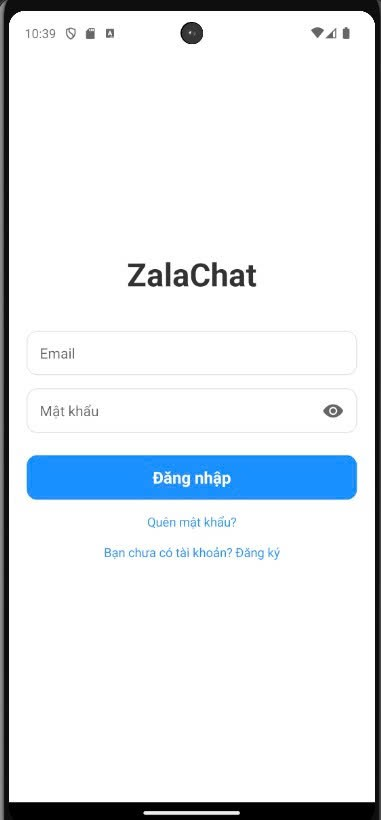 10:39
ZalaChat
Email
Mật khẩu
Đăng nhập
Quên mật khẩu?
Bạn chưa có tài khoản? Đăng ký